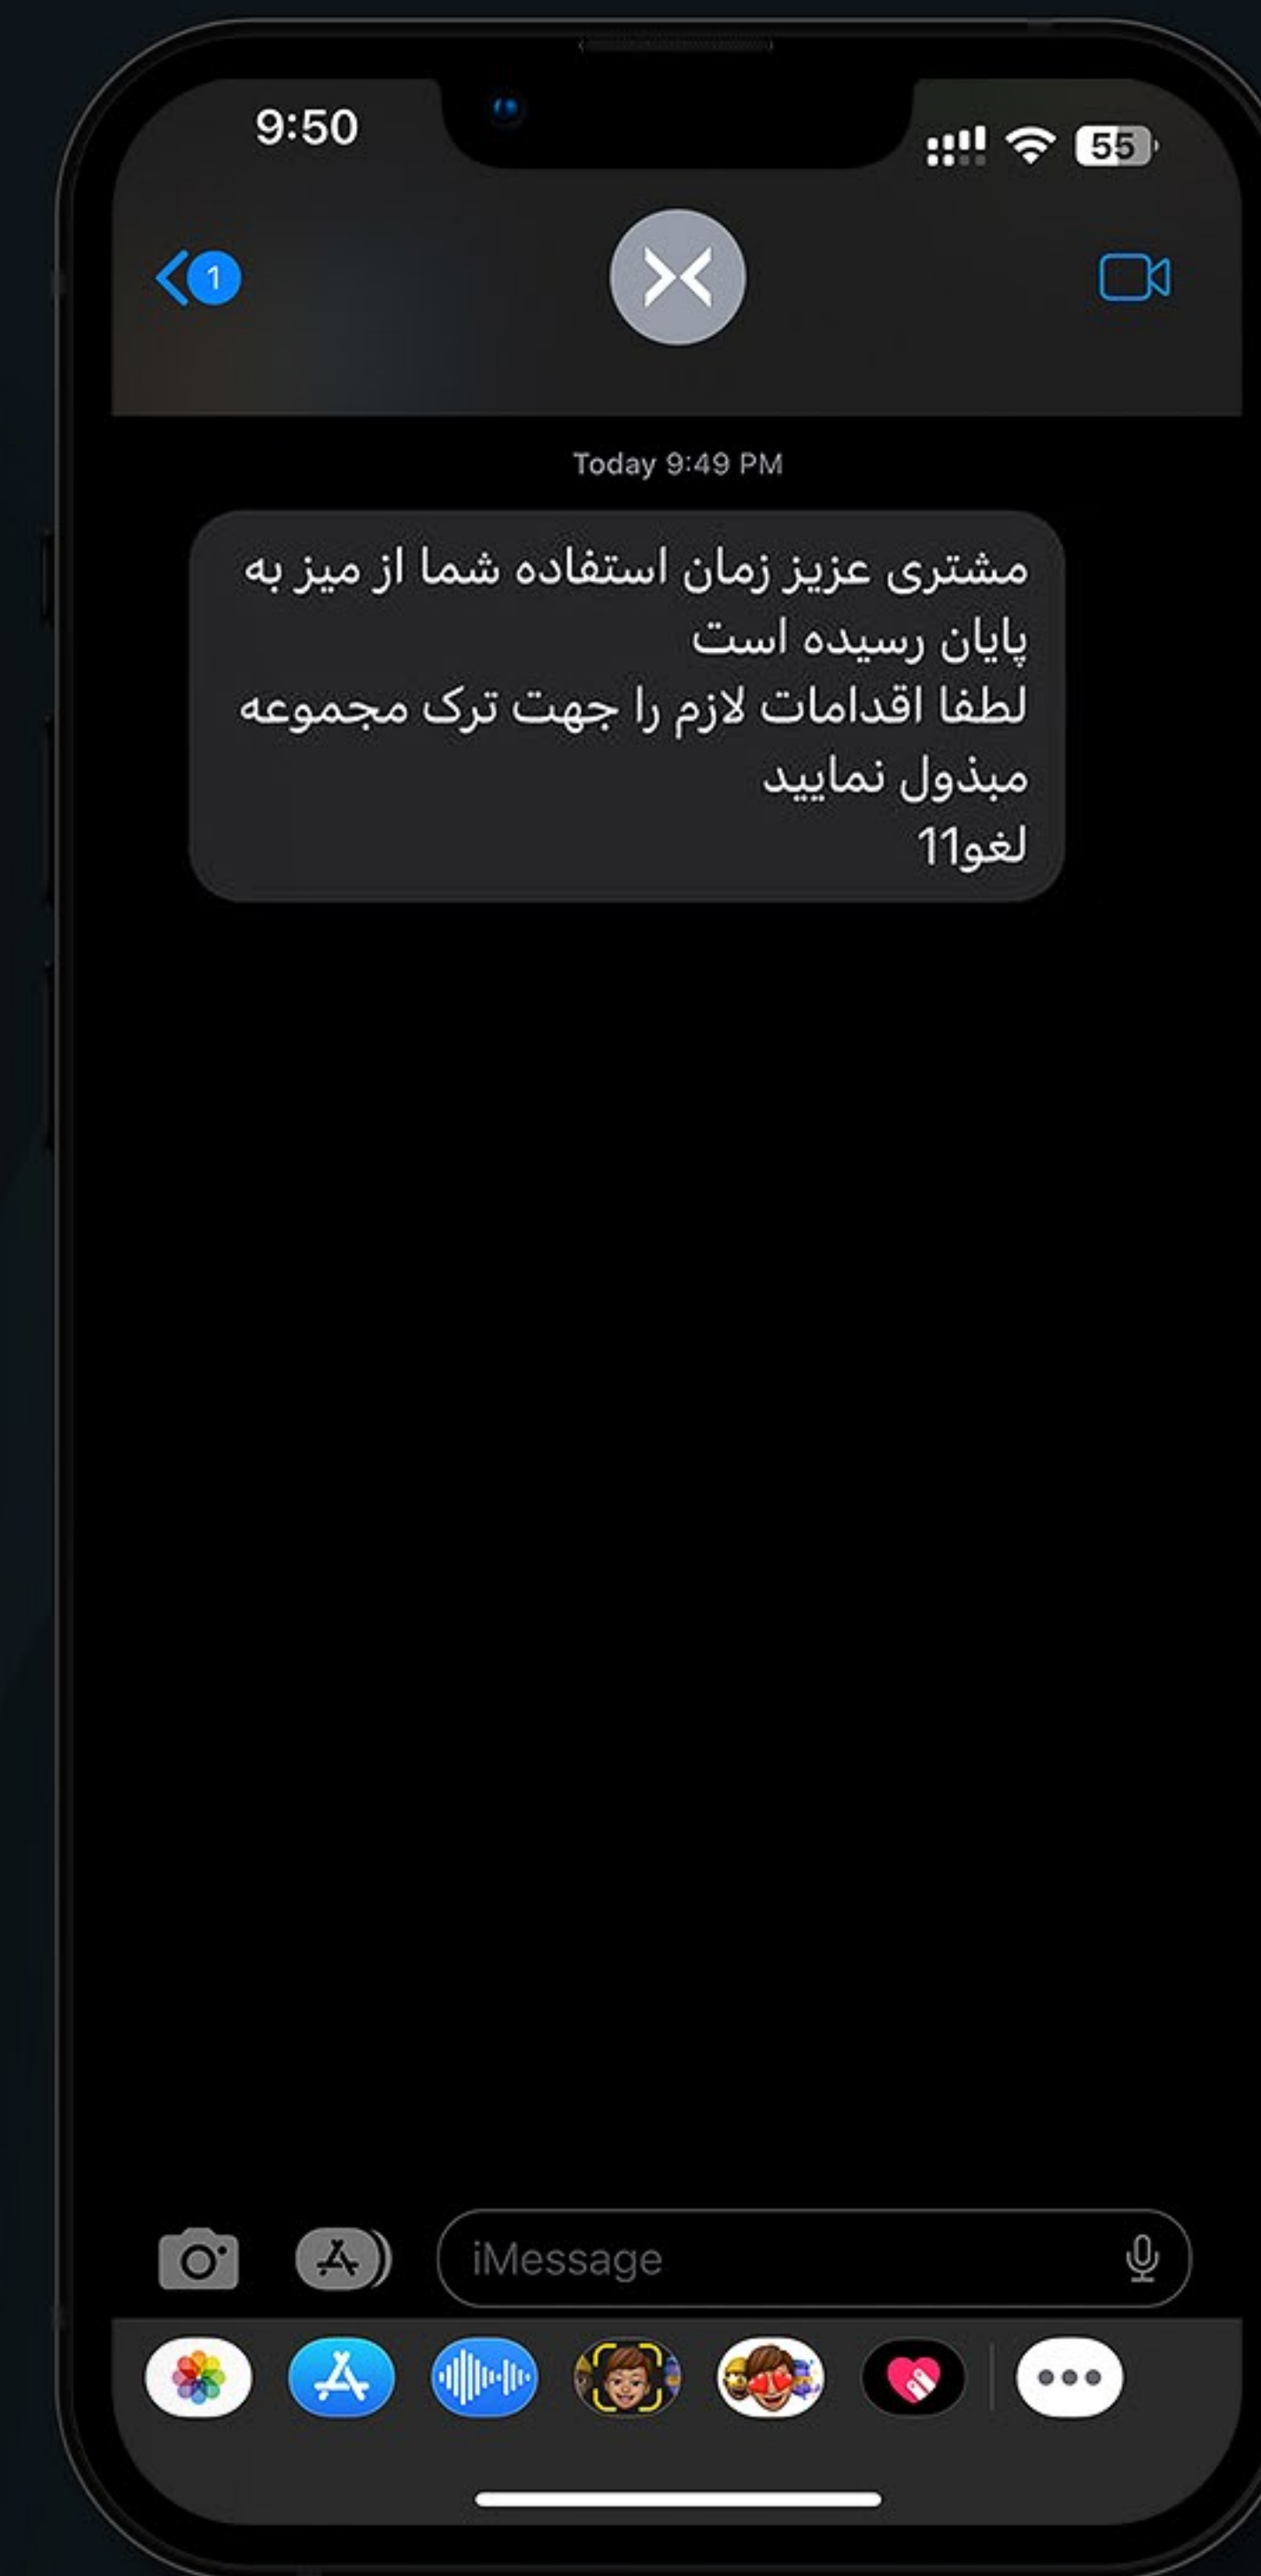 9:50
55
1
Today 9:49 PM
مشتری عزیز زمان استفاده شما از میز به
پایان رسیده است
لطفا اقدامات لازم را جهت ترک مجموعه
مبذول نمایید
لغو11
iMessage